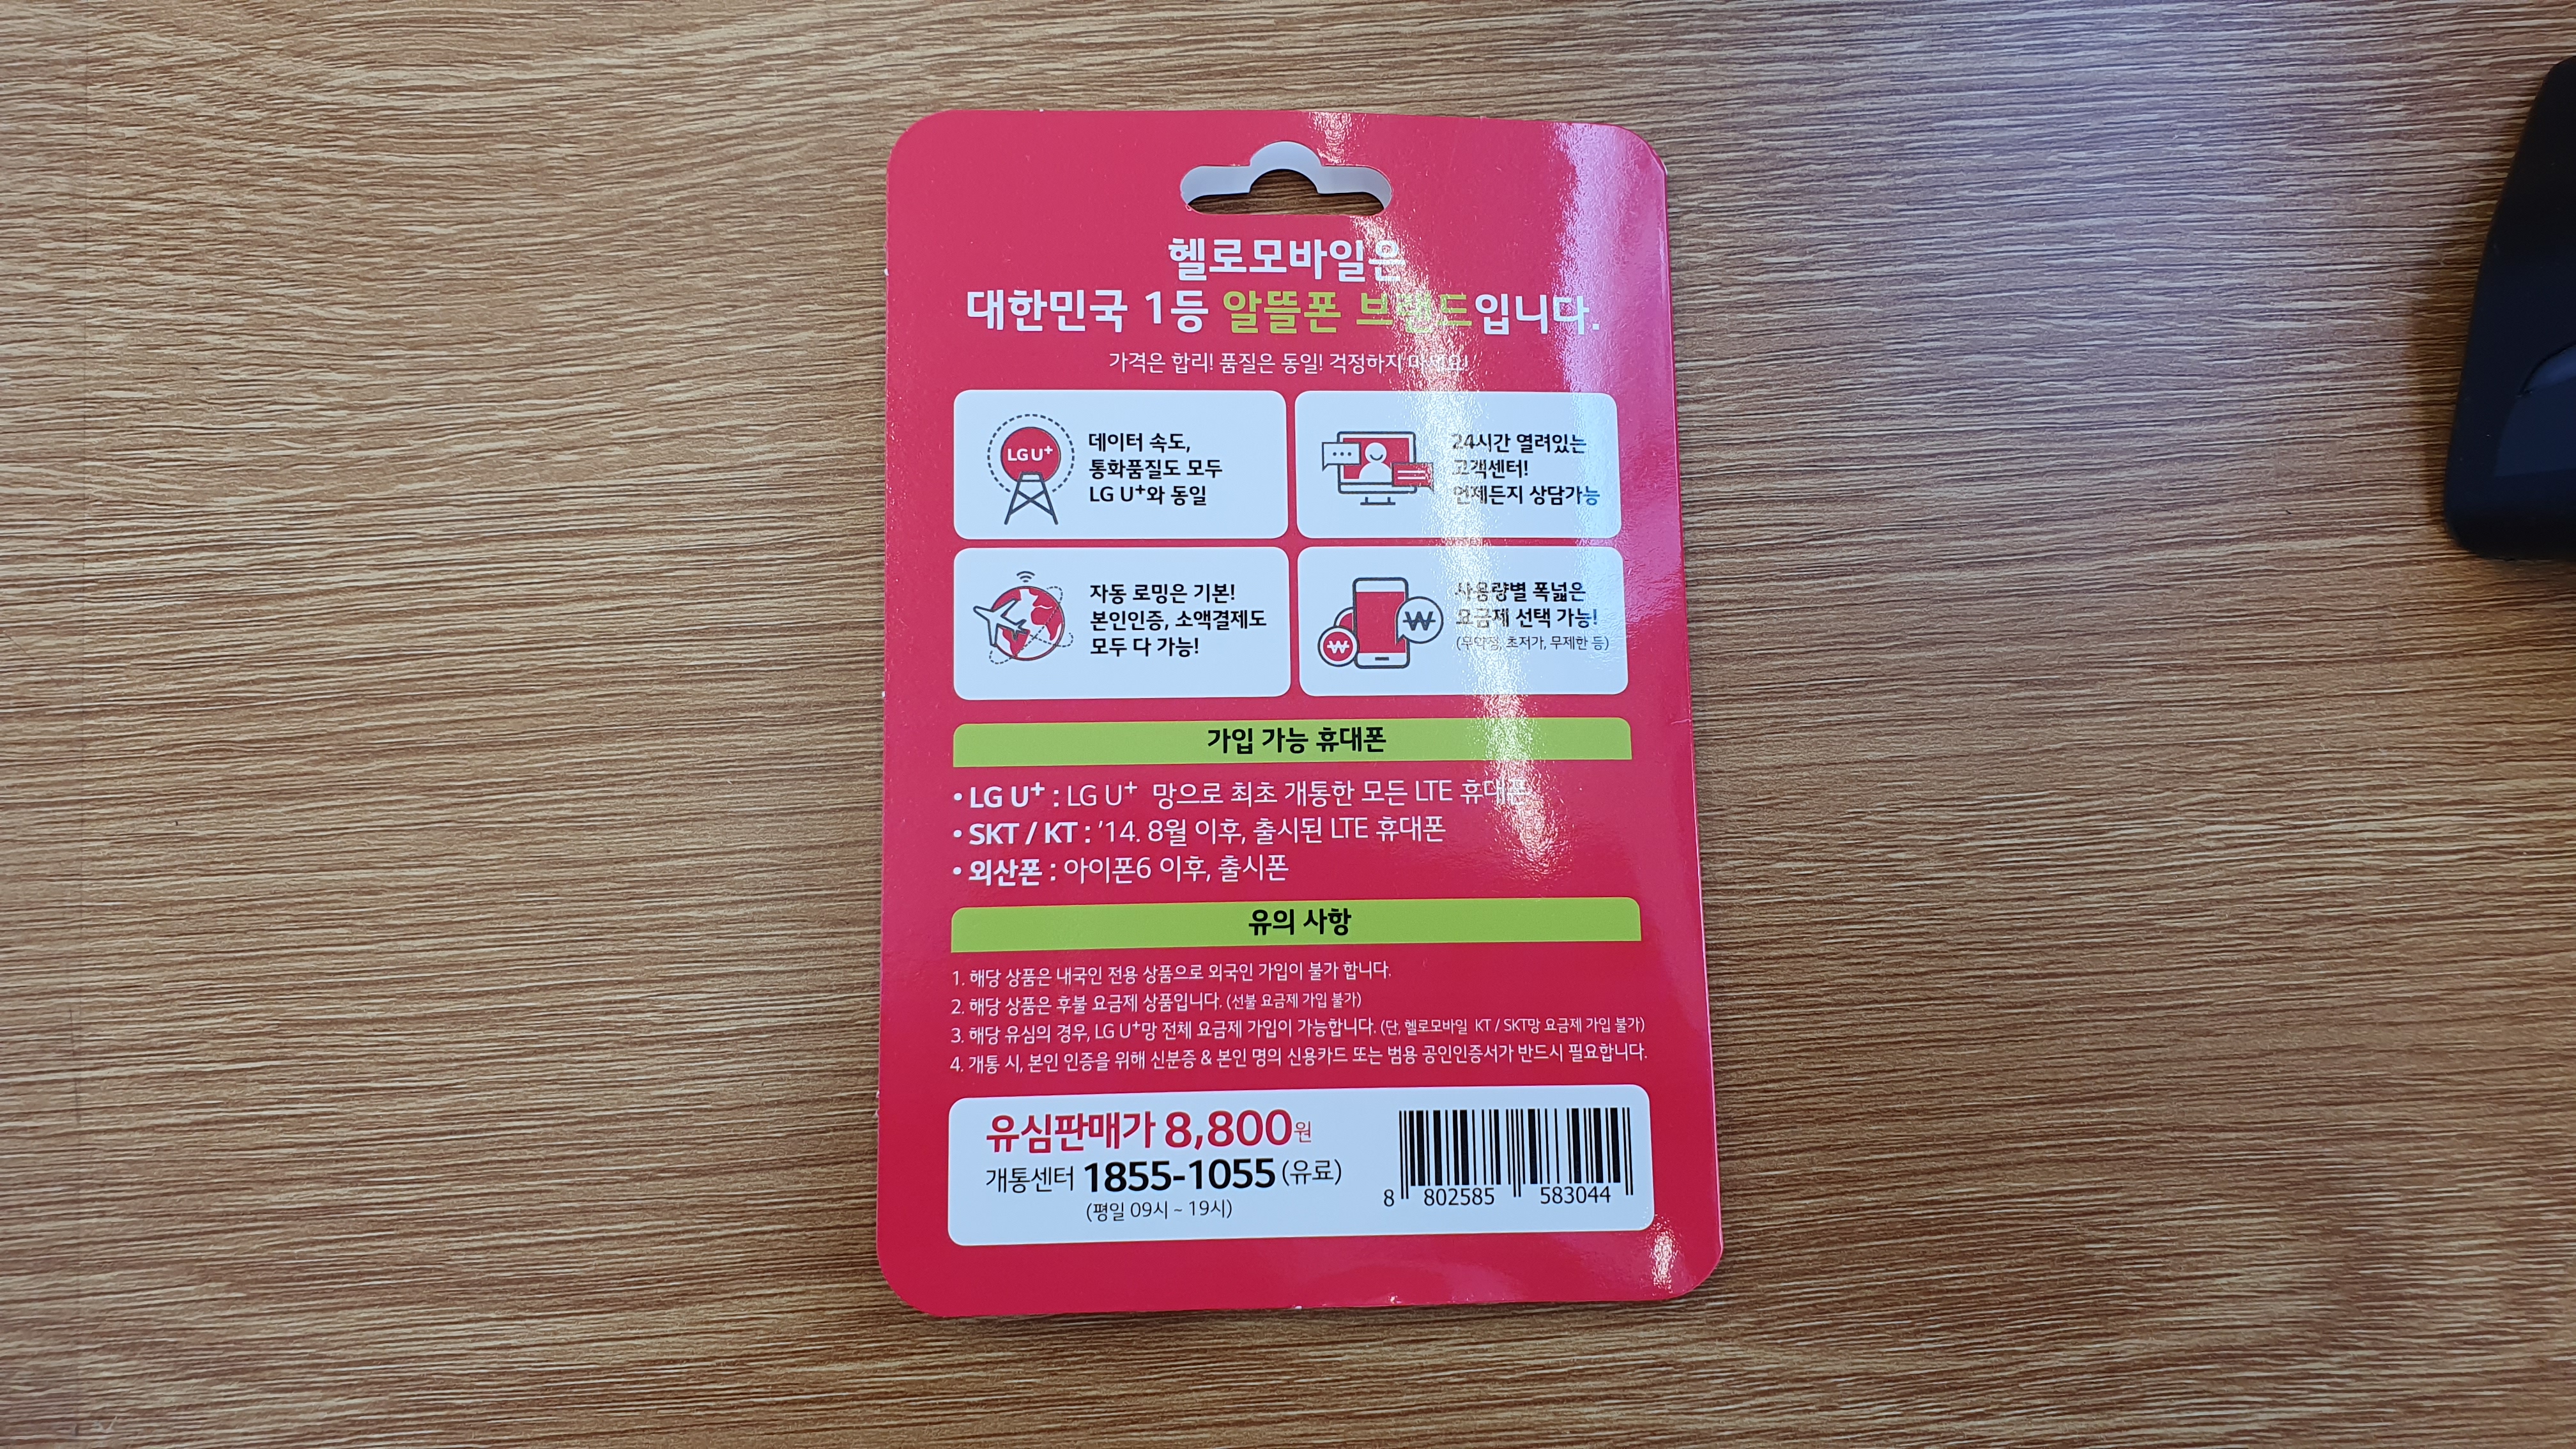 헬로모바일은
대한민국 1등 알뜰폰 브랜드입니다.
가격은 합리! 품질은 동일! 걱정하지 마세요!
LG U+
데이터 속도,
통화품질도 모두
LG U+와 동일
24시간 열려있는
고객센터!
언제든지 상담가능
자동 로밍은 기본!
본인인증, 소액결제도
모두 다 가능!
사용량별 폭넓은
요금제 선택 가능!
(무약정, 초저가, 무제한 등)
가입 가능 휴대폰
• LG U+ : LG U+ 망으로 최초 개통한 모든 LTE 휴대폰
• SKT / KT : ’14. 8월 이후, 출시된 LTE 휴대폰
• 외산폰 : 아이폰6 이후, 출시폰
유의 사항
1. 해당 상품은 내국인 전용 상품으로 외국인 가입이 불가 합니다.
2. 해당 상품은 후불 요금제 상품입니다. (선불 요금제 가입 불가)
3. 해당 유심의 경우, LG U+망 전체 요금제 가입이 가능합니다. (단, 헬로모바일 KT / SKT망 요금제 가입 불가)
4. 개통 시, 본인 인증을 위해 신분증 & 본인 명의 신용카드 또는 범용 공인인증서가 반드시 필요합니다.
유심판매가 8,800원
개통센터 1855-1055 (유료)
(평일 09시 ~ 19시)
8 802585 583044